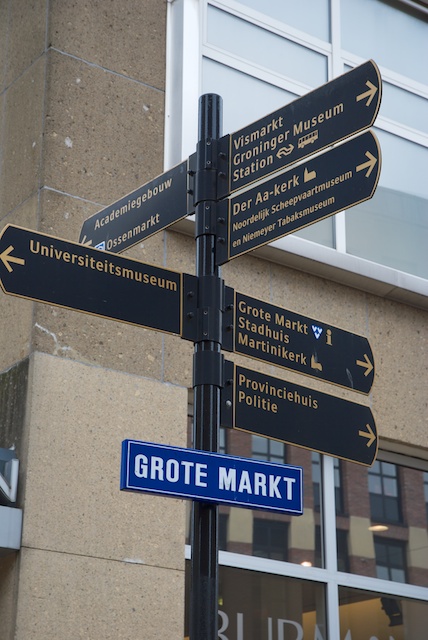 Vismarkt
Groninger Museum
Station
Der Aa-kerk
Noordelijk Scheepvaartmuseum
en Niemeyer Tabaksmuseum
Academiegebouw
Ossenmarkt
Universiteitsmuseum
Grote Markt
Stadhuis
Martinikerk
Provinciehuis
Politie
GROTE MARKT